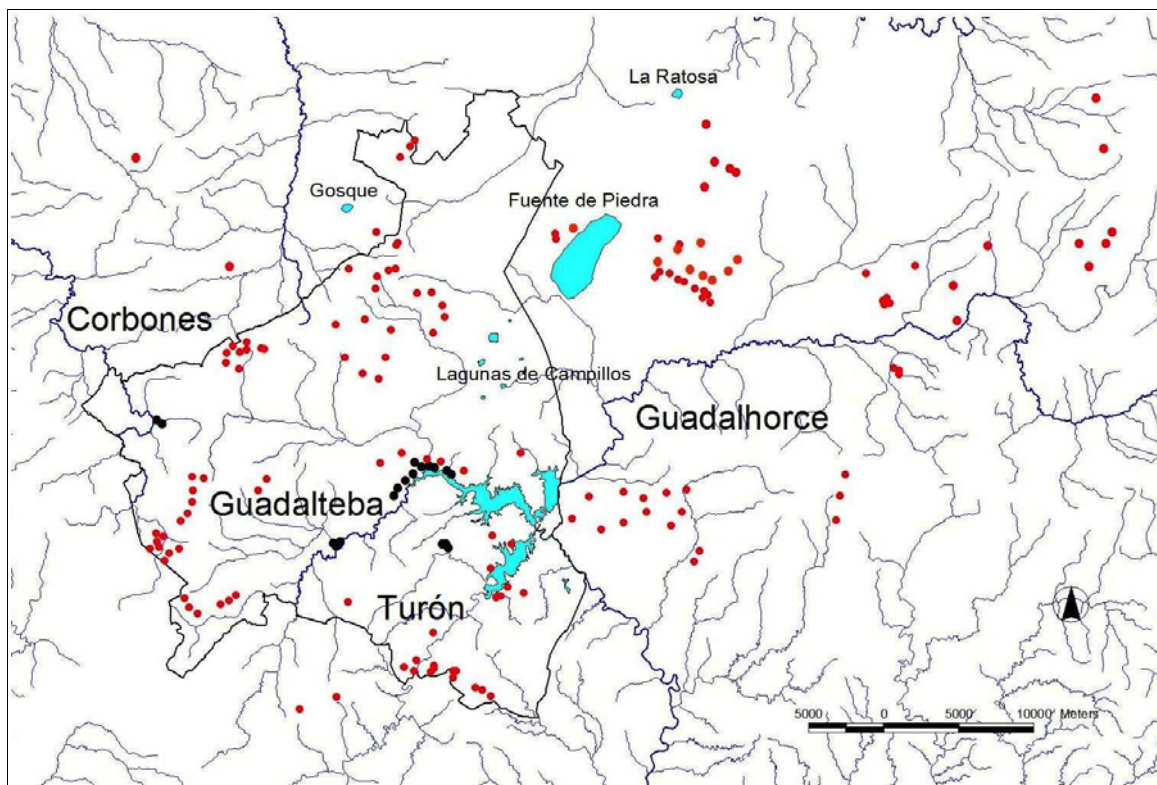 La Ratosa
Gosque
Fuente de Piedra
Corbones
Lagunas de Campillos
Guadalhorce
Guadalteba
Turón
5000 0 5000 10000 Meters